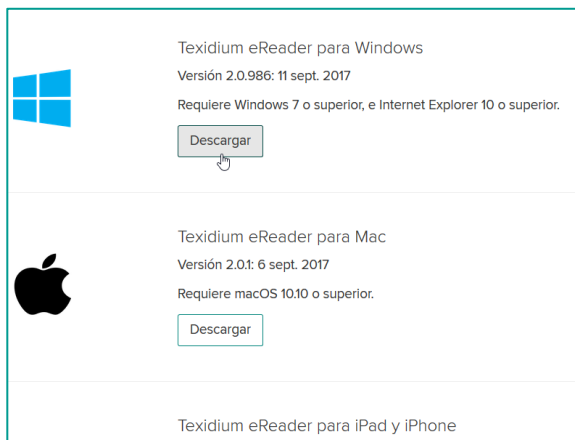 Texidium eReader para Windows
Versión 2.0.986: 11 sept. 2017
Requiere Windows 7 o superior, e Internet Explorer 10 o superior.
Descargar
Texidium eReader para Mac
Versión 2.0.1: 6 sept. 2017
Requiere macOS 10.10 o superior.
Descargar
Texidium eReader para iPad y iPhone